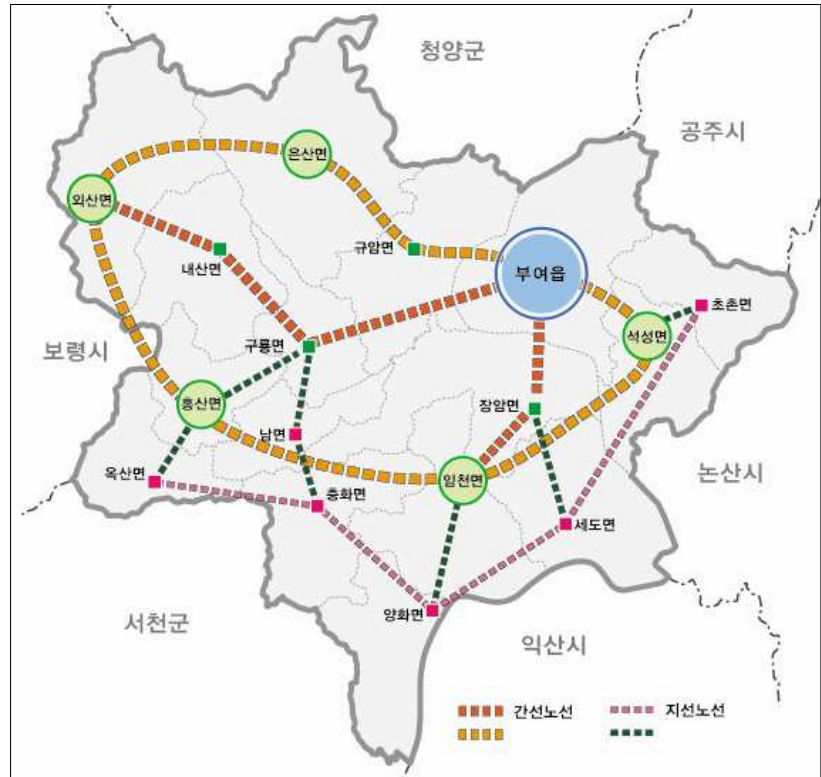 청양군
공주시
은산면
외산면
규암면
부여읍
내산면
초촌면
석성면
보령시
구룡면
홍산면
장암면
남면
논산시
옥산면
임천면
충화면
세도면
양화면
서천군
익산시
간선노선
지선노선